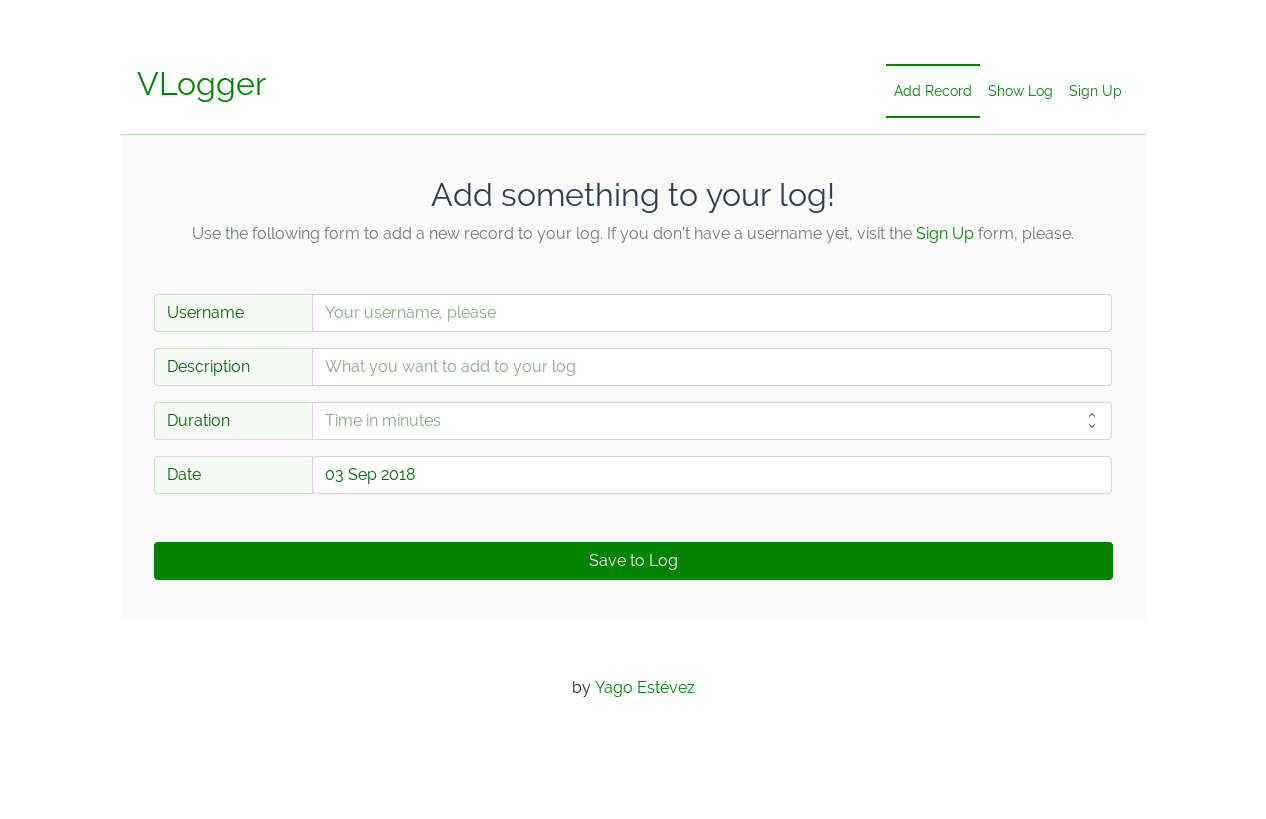 VLogger
Add Record Show Log Sign Up
Add something to your log!
Use the following form to add a new record to your log. If you don't have a username yet, visit the Sign Up form, please.
Username Your username, please
Description What you want to add to your log
Duration Time in minutes
Date 03 Sep 2018
Save to Log
by Yago Estévez